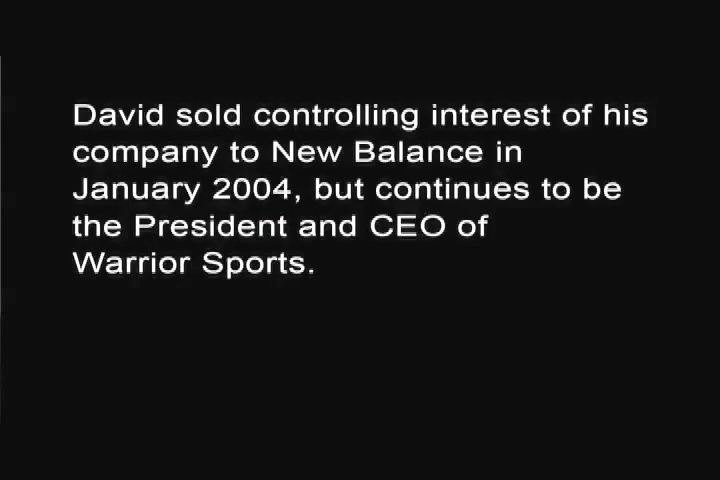 David sold controlling interest of his
company to New Balance in
January 2004, but continues to be
the President and CEO of
Warrior Sports.